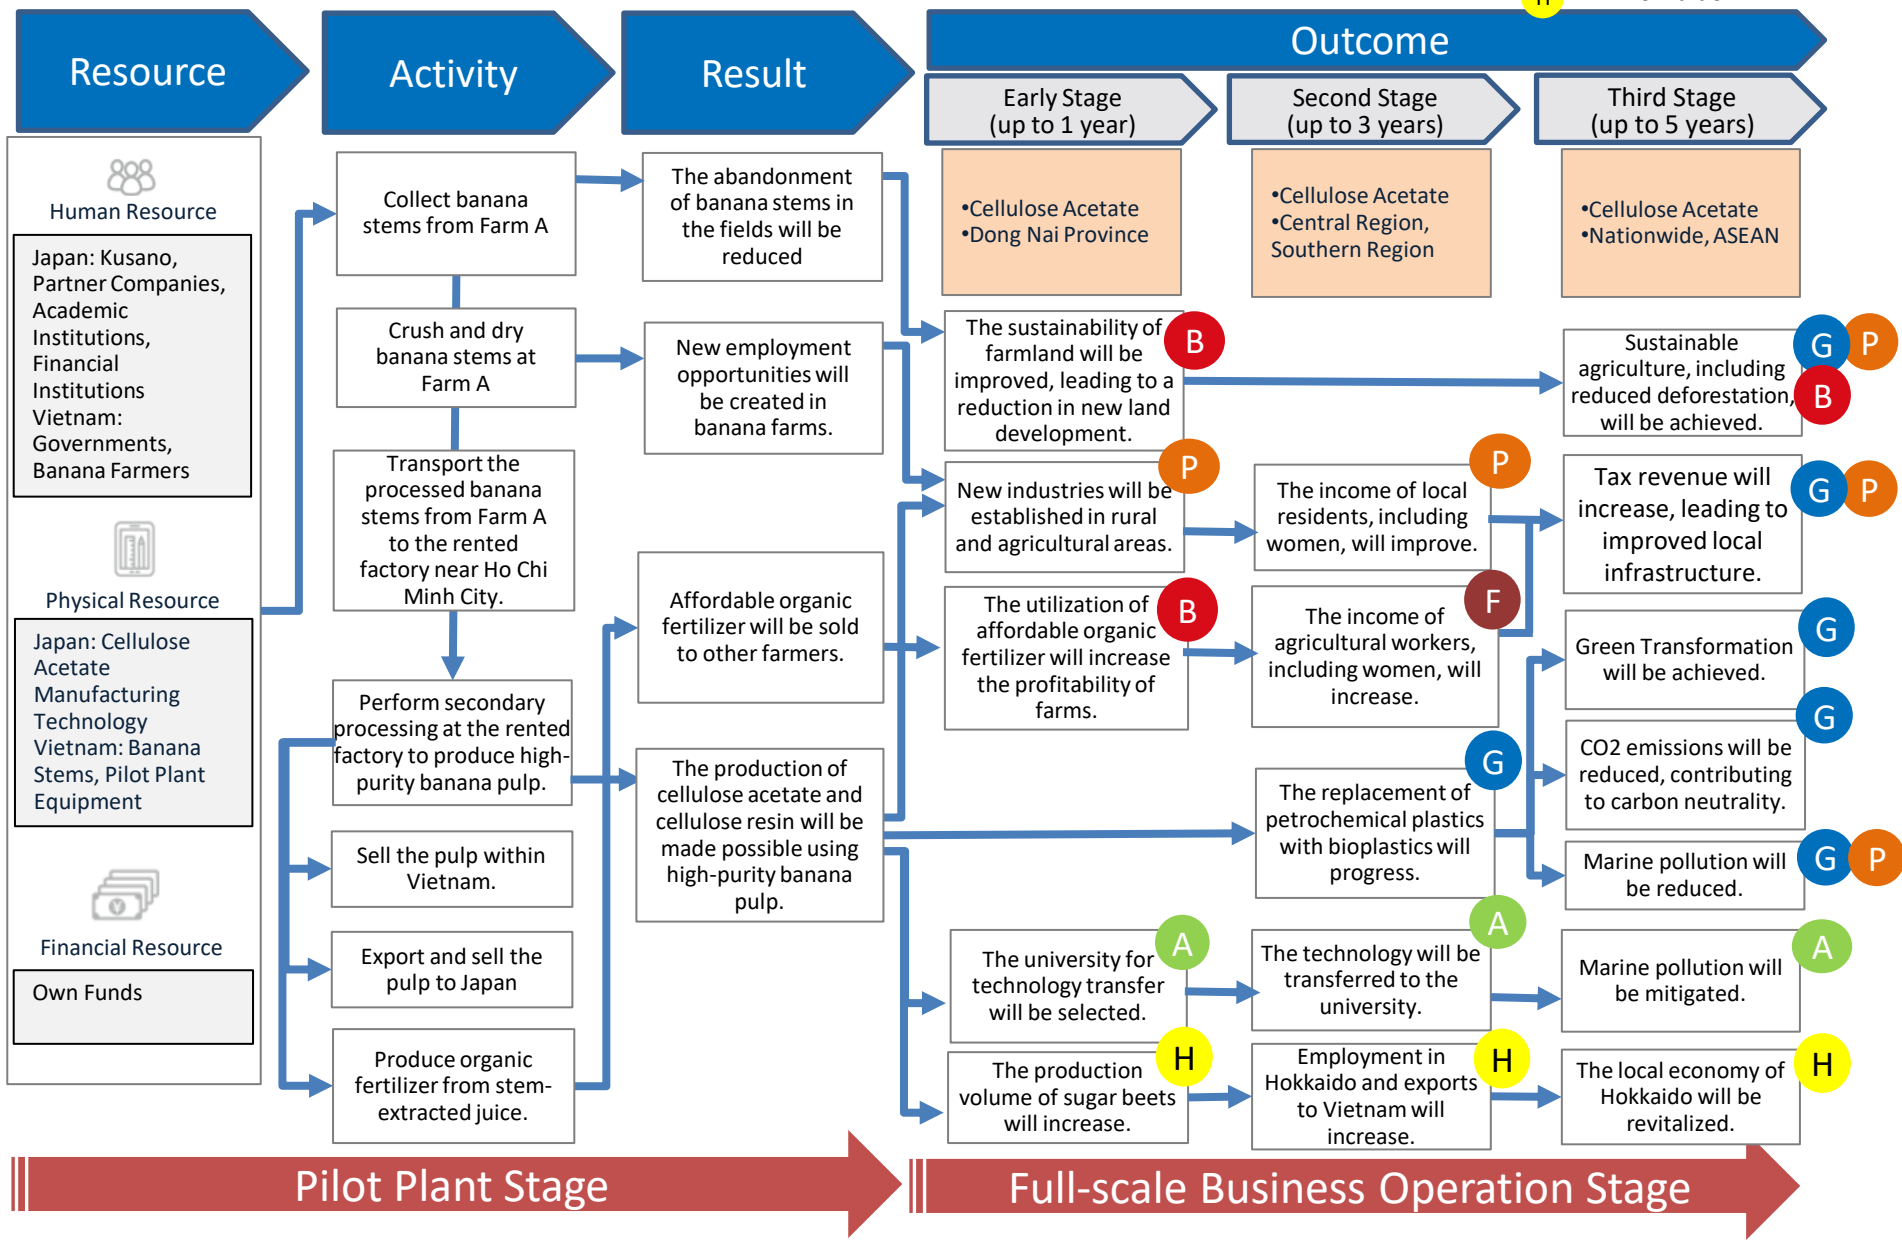 H
Resource
Activity
Result
Outcome
Early Stage
(up to 1 year)
Second Stage
(up to 3 years)
Third Stage
(up to 5 years)
Human Resource
Japan: Kusano,
Partner Companies,
Academic
Institutions,
Financial
Institutions
Vietnam:
Governments,
Banana Farmers
Physical Resource
Japan: Cellulose
Acetate
Manufacturing
Technology
Vietnam: Banana
Stems, Pilot Plant
Equipment
Financial Resource
Own Funds
Collect banana
stems from Farm A
Crush and dry
banana stems at
Farm A
Transport the
processed banana
stems from Farm A
to the rented
factory near Ho Chi
Minh City.
Perform secondary
processing at the rented
factory to produce high-
purity banana pulp.
Sell the pulp within
Vietnam.
Export and sell the
pulp to Japan
Produce organic
fertilizer from stem-
extracted juice.
The abandonment
of banana stems in
the fields will be
reduced
New employment
opportunities will
be created in
banana farms.
Affordable organic
fertilizer will be sold
to other farmers.
The production of
cellulose acetate and
cellulose resin will be
made possible using
high-purity banana
pulp.
•Cellulose Acetate
•Dong Nai Province
•Cellulose Acetate
•Central Region,
Southern Region
•Cellulose Acetate
•Nationwide, ASEAN
The sustainability of
farmland will be
improved, leading to a
reduction in new land
development.
B
Sustainable
agriculture, including
reduced deforestation,
will be achieved.
G
P
B
New industries will be
established in rural
and agricultural areas.
P
The income of local
residents, including
women, will improve.
P
Tax revenue will
increase, leading to
improved local
infrastructure.
G
P
The utilization of
affordable organic
fertilizer will increase
the profitability of
farms.
B
The income of
agricultural workers,
including women, will
increase.
F
Green Transformation
will be achieved.
G
The replacement of
petrochemical plastics
with bioplastics will
progress.
G
CO2 emissions will be
reduced, contributing
to carbon neutrality.
G
Marine pollution will
be reduced.
G
P
The university for
technology transfer
will be selected.
A
The technology will be
transferred to the
university.
A
Marine pollution will
be mitigated.
A
The production
volume of sugar beets
will increase.
H
Employment in
Hokkaido and exports
to Vietnam will
increase.
H
The local economy of
Hokkaido will be
revitalized.
H
Pilot Plant Stage
Full-scale Business Operation Stage